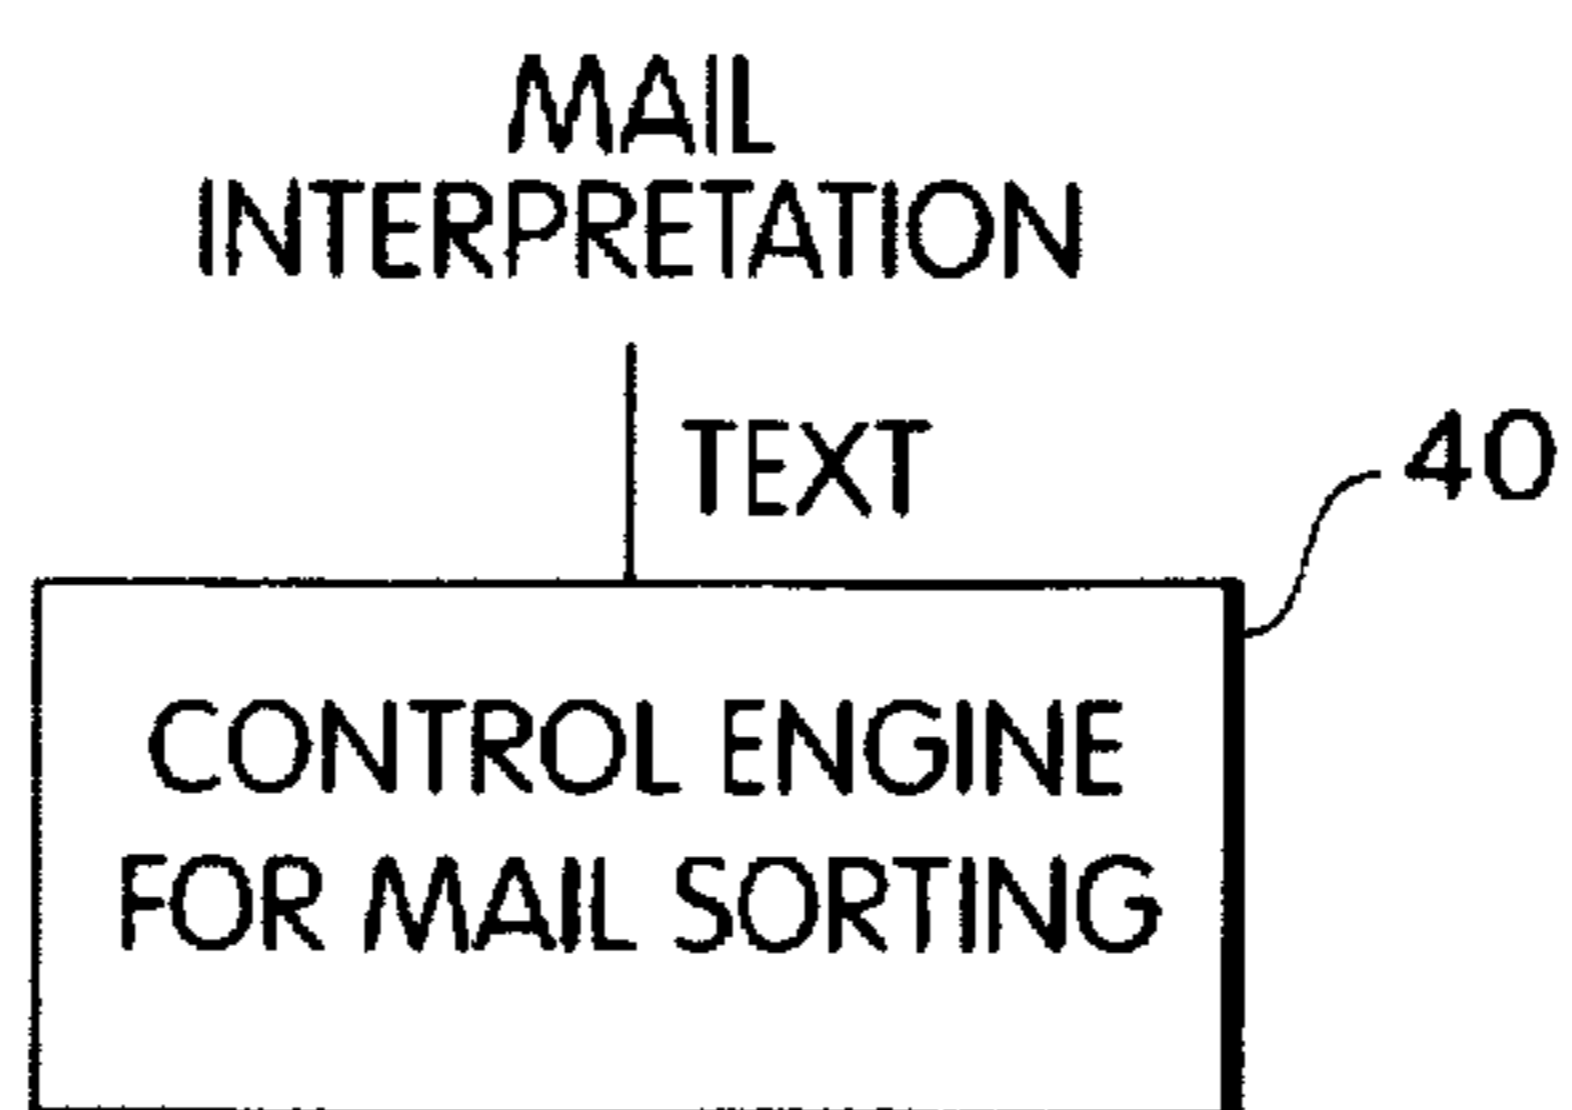 MAIL
INTERPRETATION
TEXT
40
CONTROL ENGINE
FOR MAIL SORTING